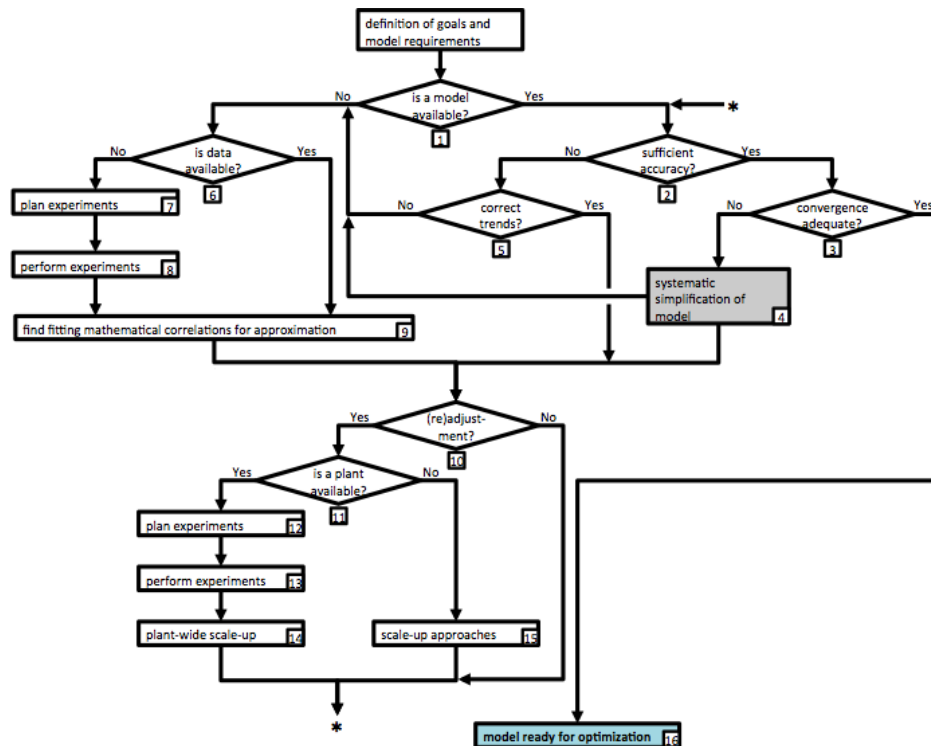 definition of goals and
model requirements
No
is a model
available?
Yes
1
*
No
is data
available?
Yes
6
No
sufficient
accuracy?
Yes
2
plan experiments
7
No
correct
trends?
Yes
5
No
convergence
adequate?
Yes
3
perform experiments
8
systematic
simplification of
model
4
find fitting mathematical correlations for approximation
9
Yes
(re)adjust-
ment?
No
10
Yes
is a plant
available?
No
11
plan experiments
12
perform experiments
13
plant-wide scale-up
14
scale-up approaches
15
*
model ready for optimization
16